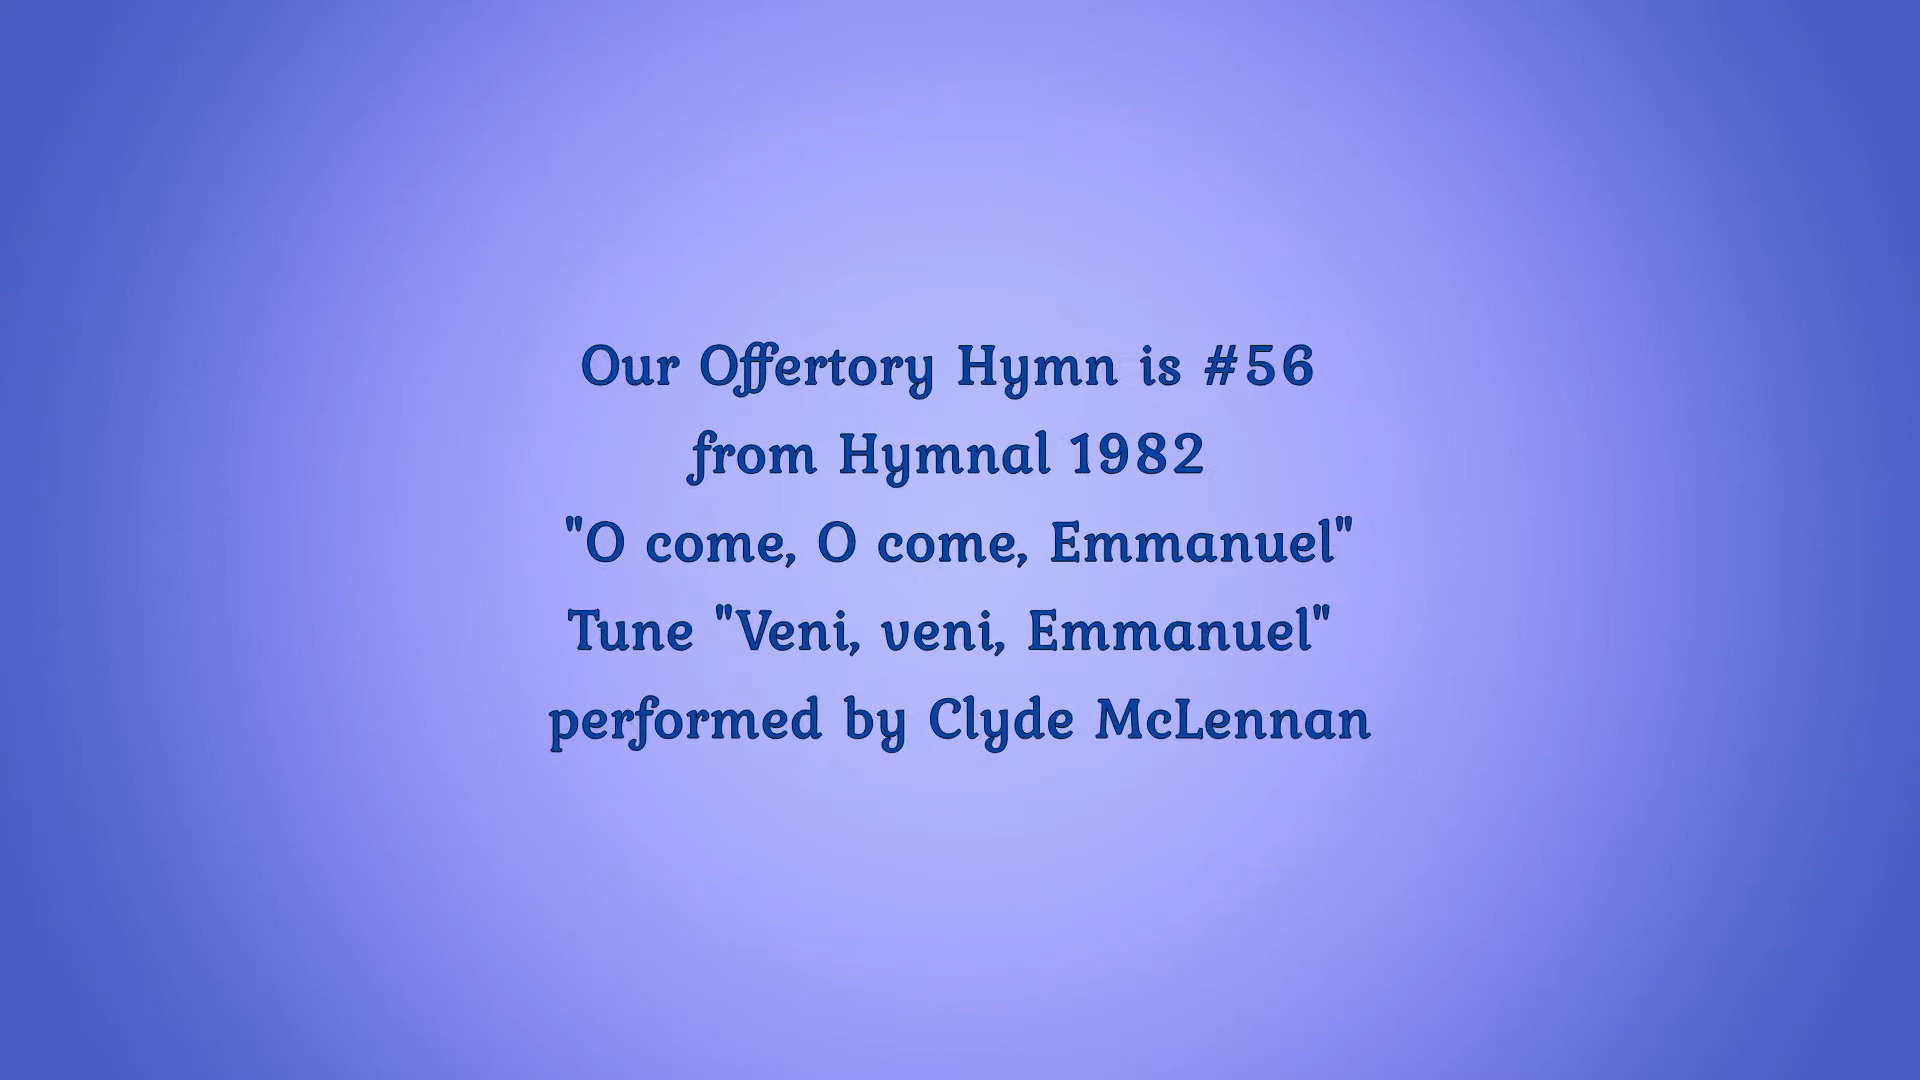 Our Offertory Hymn is #56
from Hymnal 1982
"O come, O come, Emmanuel"
Tune "Veni, veni, Emmanuel"
performed by Clyde McLennan